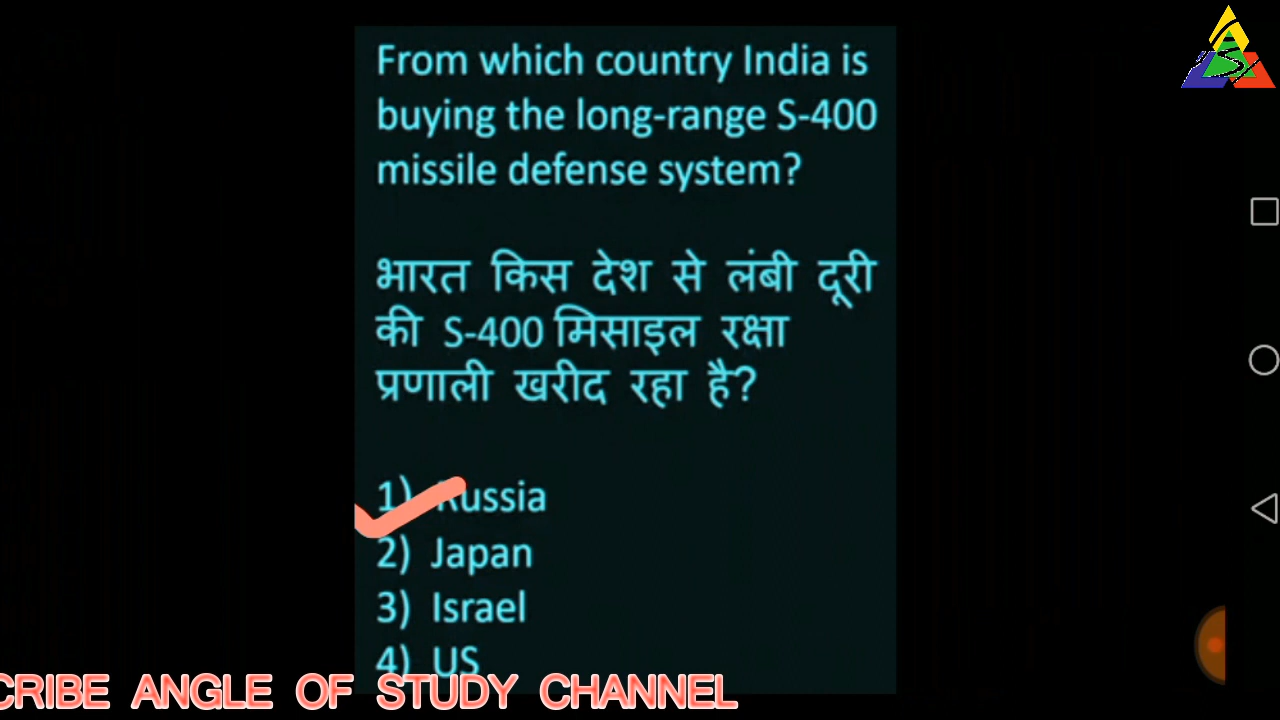 From which country India is
buying the long-range S-400
missile defense system?
भारत किस देश से लंबी दूरी
की S-400 मिसाइल रक्षा
प्रणाली खरीद रहा है?
1) Russia
2) Japan
3) Israel
4) US
CRIBE ANGLE OF STUDY CHANNEL